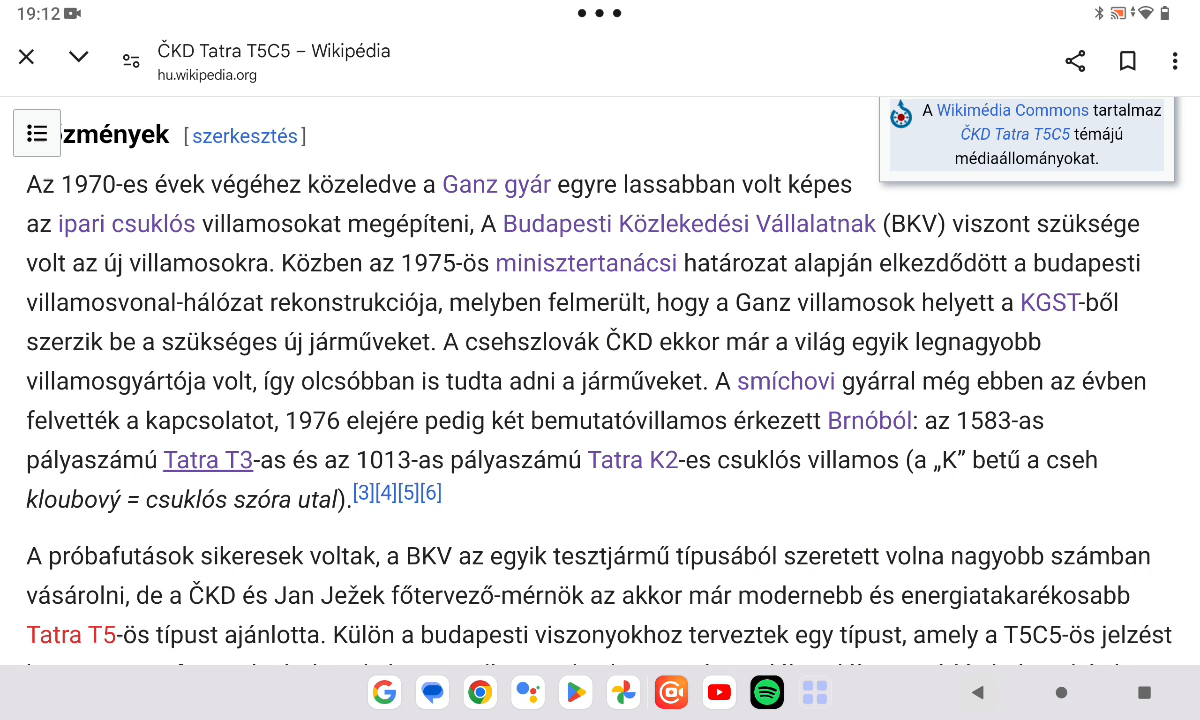 19:12
ČKD Tatra T5C5 – Wikipédia
hu.wikipedia.org
A Wikimédia Commons tartalmaz
ČKD Tatra T5C5 témájú
médiaállományokat.
zmények [ szerkesztés ]
Az 1970-es évek végéhez közeledve a Ganz gyár egyre lassabban volt képes
az ipari csuklós villamosokat megépíteni, A Budapesti Közlekedési Vállalatnak (BKV) viszont szüksége
volt az új villamosokra. Közben az 1975-ös minisztertanácsi határozat alapján elkezdődött a budapesti
villamosvonal-hálózat rekonstrukciója, melyben felmerült, hogy a Ganz villamosok helyett a KGST-ből
szerzik be a szükséges új járműveket. A csehszlovák ČKD ekkor már a világ egyik legnagyobb
villamosgyártója volt, így olcsóbban is tudta adni a járműveket. A smíchovi gyárral még ebben az évben
felvették a kapcsolatot, 1976 elejére pedig két bemutatóvillamos érkezett Brnóból: az 1583-as
pályaszámú Tatra T3-as és az 1013-as pályaszámú Tatra K2-es csuklós villamos (a „K” betű a cseh
kloubový = csuklós szóra utal).[3][4][5][6]
A próbafutások sikeresek voltak, a BKV az egyik tesztjármű típusából szeretett volna nagyobb számban
vásárolni, de a ČKD és Jan Ježek főtervező-mérnök az akkor már modernebb és energiatakarékosabb
Tatra T5-ös típust ajánlotta. Külön a budapesti viszonyokhoz terveztek egy típust, amely a T5C5-ös jelzést